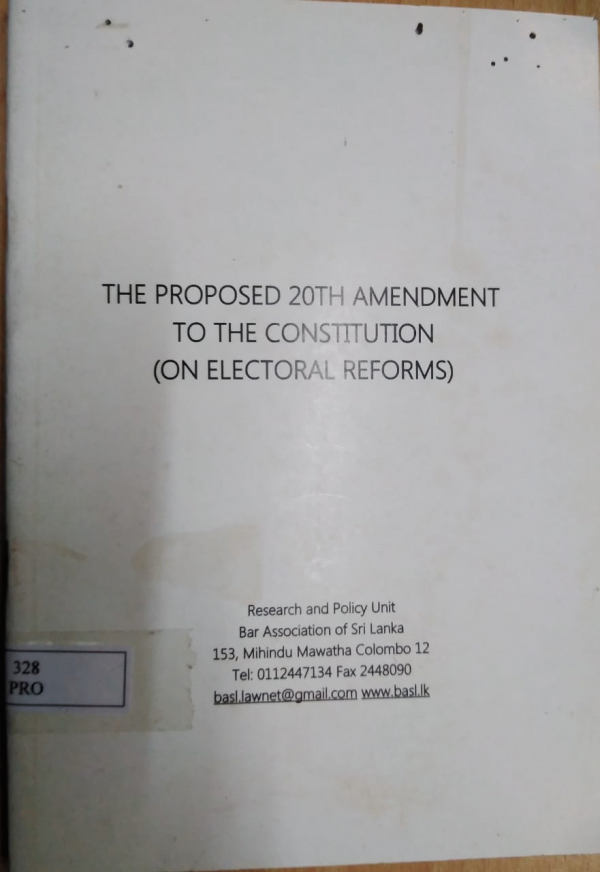 THE PROPOSED 20TH AMENDMENT
TO THE CONSTITUTION
(ON ELECTORAL REFORMS)
Research and Policy Unit
Bar Association of Sri Lanka
153, Mihindu Mawatha Colombo 12
Tel: 0112447134 Fax 2448090
basl.lawnet@gmail.com www.basl.lk
328
PRO